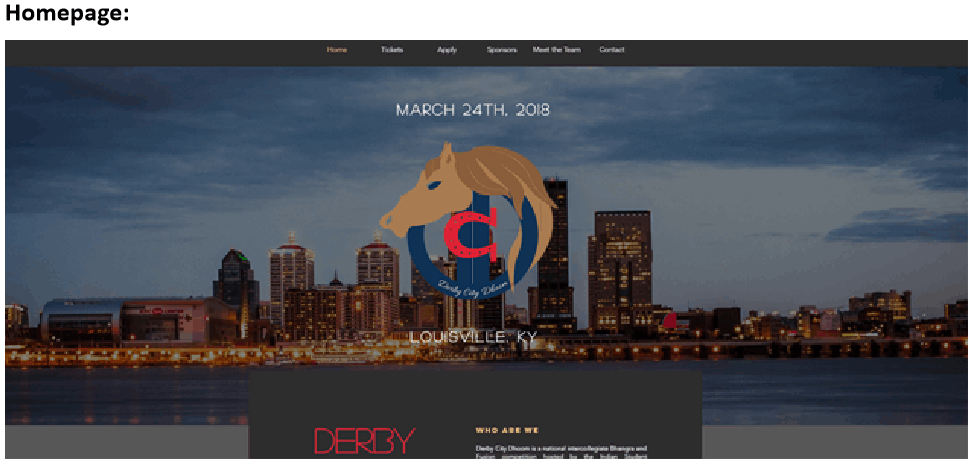 Homepage:
Home Tickets Apply Sponsors Meet the Team Contact
MARCH 24TH, 2018
Derby City Dhoom
LOUISVILLE, KY
DERBY
WHO ARE WE
Derby City Dhoom is a national intercollegiate Bhangra and
Fusion competition hosted by the Indian Student